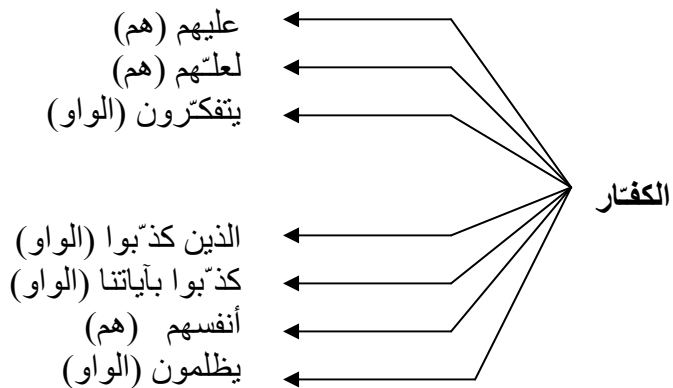 عليهم (هم)
لعلّهم (هم)
يتفكّرون (الواو)
الكفّار
الذين كذّبوا (الواو)
كذّبوا بآياتنا (الواو)
أنفسهم (هم)
يظلمون (الواو)